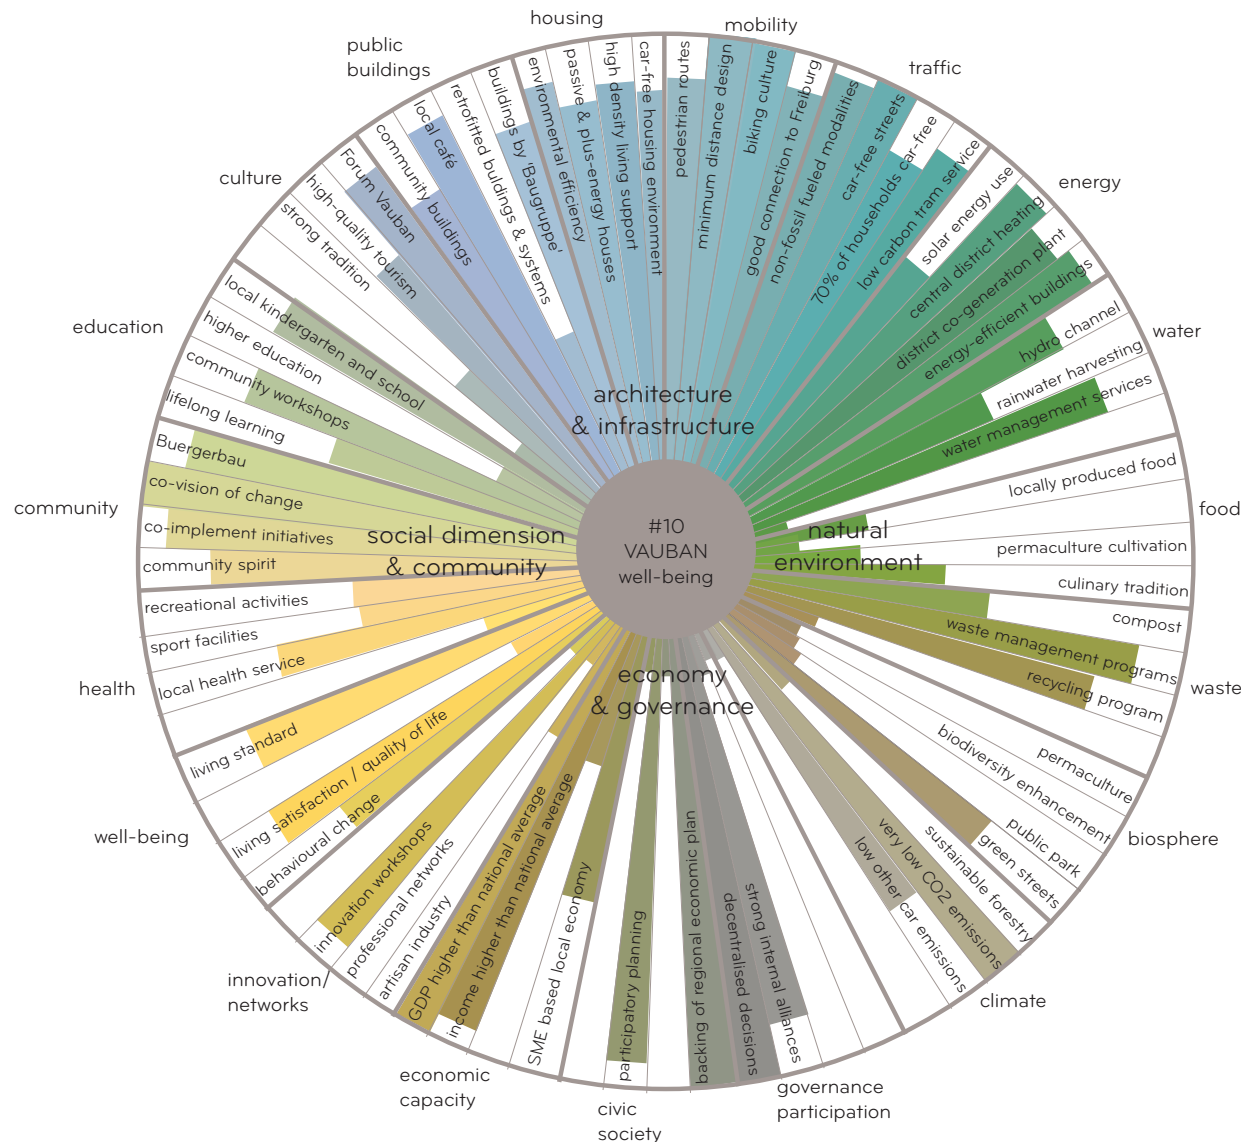 housing
mobility
public
buildings
traffic
culture
energy
education
water
community
food
health
waste
well-being
biosphere
innovation/
networks
climate
economic
capacity
civic
society
governance
participation
architecture
& infrastructure
social dimension
& community
natural
environment
economy
& governance
#10
VAUBAN
well-being
pedestrian routes
minimum distance design
biking culture
good connection to Freiburg
non-fossil fueled modalities
car-free streets
70% of households car-free
low carbon tram service
solar energy use
central district heating
district co-generation plant
energy-efficient buildings
hydro channel
rainwater harvesting
water management services
locally produced food
permaculture cultivation
culinary tradition
compost
waste management programs
recycling program
permaculture
biodiversity enhancement
public park
green streets
sustainable forestry
very low CO2 emissions
low other car emissions
strong internal alliances
decentralised decisions
backing of regional economic plan
participatory planning
SME based local economy
income higher than national average
GDP higher than national average
artisan industry
professional networks
innovation workshops
behavioural change
living satisfaction / quality of life
living standard
local health service
sport facilities
recreational activities
community spirit
co-implement initiatives
co-vision of change
Buergerbau
lifelong learning
community workshops
higher education
local kindergarten and school
strong tradition
high-quality tourism
Forum Vauban
community buildings
local café
retrofitted buldings & systems
buildings by 'Baugruppe'
environmental efficiency
passive & plus-energy houses
high density living support
car-free housing environment